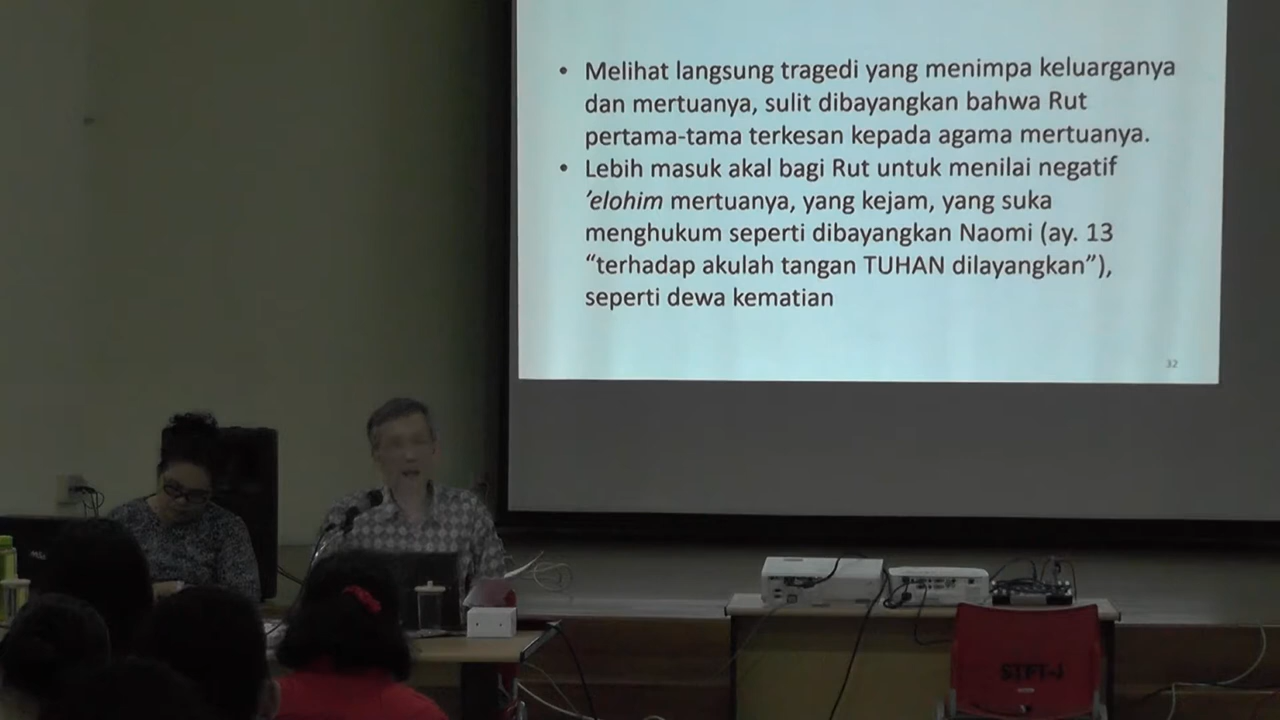 • Melihat langsung tragedi yang menimpa keluarganya
dan mertuanya, sulit dibayangkan bahwa Rut
pertama-tama terkesan kepada agama mertuanya.
• Lebih masuk akal bagi Rut untuk menilai negatif
’elohim mertuanya, yang kejam, yang suka
menghukum seperti dibayangkan Naomi (ay. 13
“terhadap akulah tangan TUHAN dilayangkan”),
seperti dewa kematian
32
STFT-J